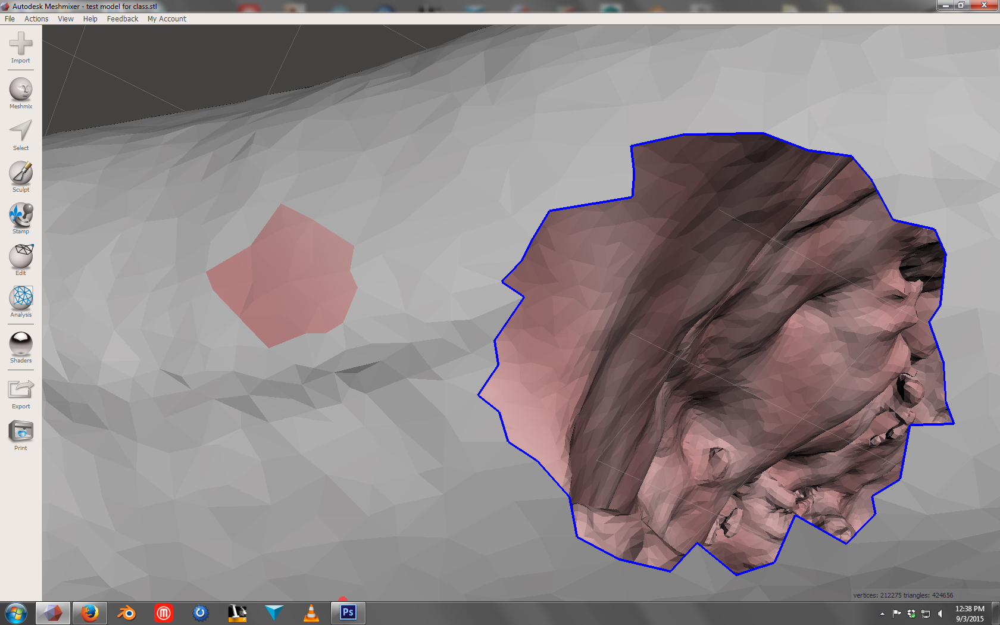 Autodesk Meshmixer - test model for class.stl
File Actions View Help Feedback My Account
Import
Meshmix
Select
Sculpt
Stamp
Edit
Analysis
Shaders
Export
Print
vertices: 212275 triangles: 424656
Ps
12:38 PM
9/3/2015